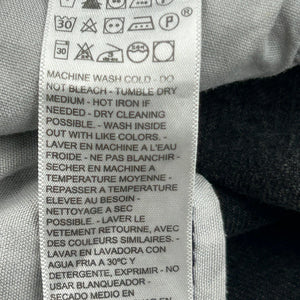 30
P
30
MACHINE WASH COLD - DO
NOT BLEACH - TUMBLE DRY
MEDIUM - HOT IRON IF
NEEDED - DRY CLEANING
POSSIBLE. - WASH INSIDE
OUT WITH LIKE COLORS. -
LAVER EN MACHINE A L'EAU
FROIDE - NE PAS BLANCHIR -
SECHER EN MACHINE A
TEMPERATURE MOYENNE -
REPASSER A TEMPERATURE
ELEVEE AU BESOIN -
NETTOYAGE A SEC
POSSIBLE. - LAVER LE
VETEMENT RETOURNE, AVEC
DES COULEURS SIMILAIRES. -
LAVAR EN LAVADORA CON
AGUA FRIA A 30ºC Y
DETERGENTE, EXPRIMIR - NO
USAR BLANQUEADOR -
SECADO MEDIO EN